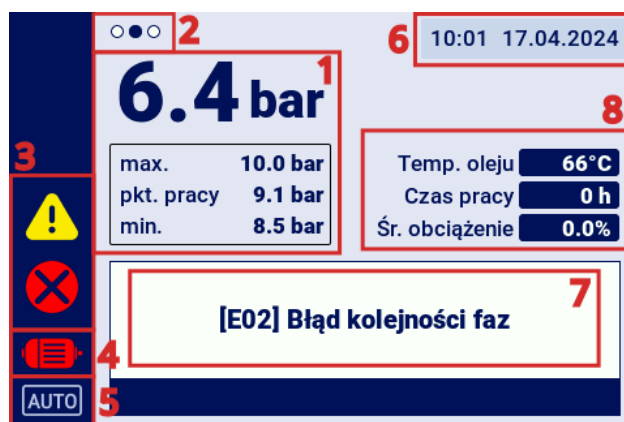 2
6
10:01 17.04.2024
1
6.4 bar
8
3
max. 10.0 bar
pkt. pracy 9.1 bar
min. 8.5 bar
Temp. oleju 66°C
Czas pracy 0 h
Śr. obciążenie 0.0%
7
[E02] Błąd kolejności faz
4
AUTO
5